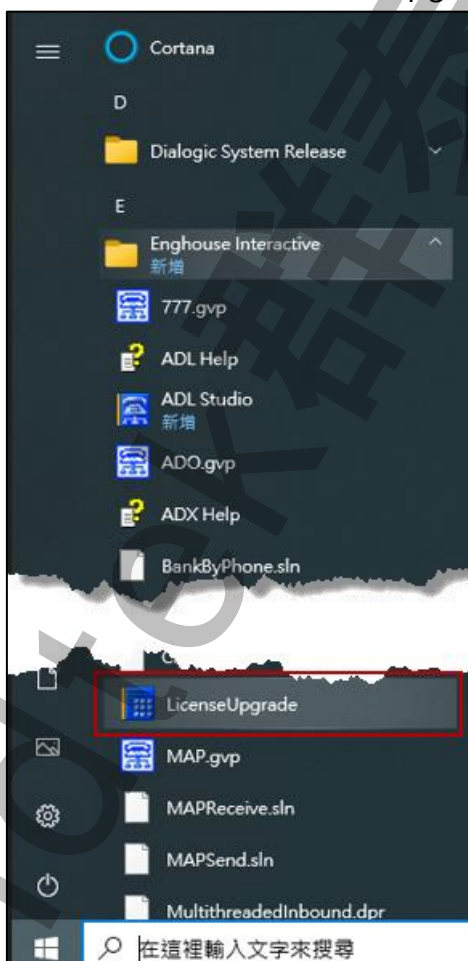 Cortana
D
Dialogic System Release
E
Enghouse Interactive
新增
777.gvp
ADL Help
ADL Studio
新增
ADO.gvp
ADX Help
BankByPhone.sln
LicenseUpgrade
MAP.gvp
MAPReceive.sln
MAPSend.sln
MultithreadedInbound.dpr
在這裡輸入文字來搜尋